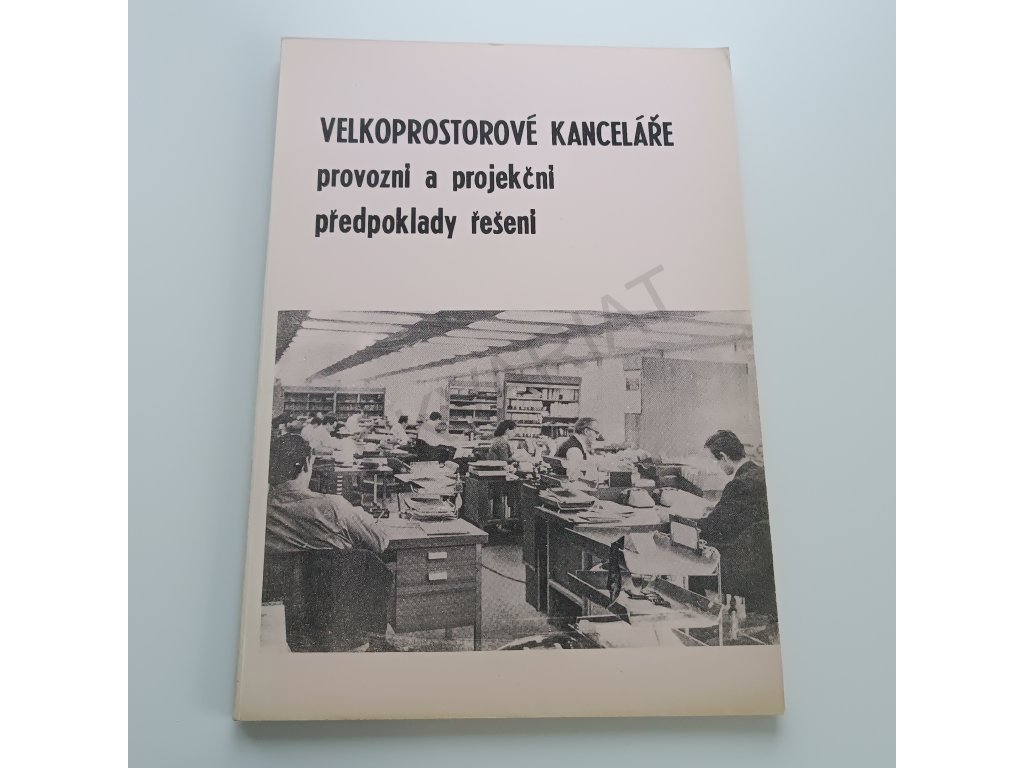 VELKOPROSTOROVÉ KANCELÁŘE
provozni a projekčni
předpoklady řešeni